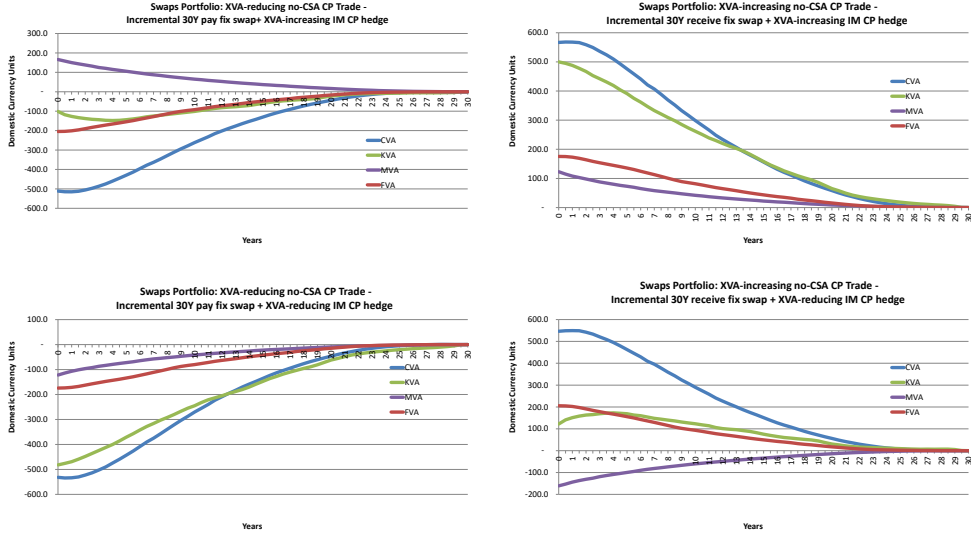 Swaps Portfolio: XVA-reducing no-CSA CP Trade -
Incremental 30Y pay fix swap+ XVA-increasing IM CP hedge
300.0
200.0
100.0
-
-100.0
-200.0
-300.0
-400.0
-500.0
-600.0
Domestic Currency Units
0 1 2 3 4 5 6 7 8 9 10 11 12 13 14 15 16 17 18 19 20 21 22 23 24 25 26 27 28 29 30
CVA
KVA
MVA
FVA
Years
Swaps Portfolio: XVA-increasing no-CSA CP Trade -
Incremental 30Y receive fix swap + XVA-increasing IM CP hedge
600.0
500.0
400.0
300.0
200.0
100.0
-
Domestic Currency Units
0 1 2 3 4 5 6 7 8 9 10 11 12 13 14 15 16 17 18 19 20 21 22 23 24 25 26 27 28 29 30
CVA
KVA
MVA
FVA
Years
Swaps Portfolio: XVA-reducing no-CSA CP Trade -
Incremental 30Y pay fix swap + XVA-reducing IM CP hedge
100.0
-
-100.0
-200.0
-300.0
-400.0
-500.0
-600.0
Domestic Currency Units
0 1 2 3 4 5 6 7 8 9 10 11 12 13 14 15 16 17 18 19 20 21 22 23 24 25 26 27 28 29 30
CVA
KVA
MVA
FVA
Years
Swaps Portfolio: XVA-increasing no-CSA CP Trade -
Incremental 30Y receive fix swap + XVA-reducing IM CP hedge
600.0
500.0
400.0
300.0
200.0
100.0
-
-100.0
-200.0
Domestic Currency Units
0 1 2 3 4 5 6 7 8 9 10 11 12 13 14 15 16 17 18 19 20 21 22 23 24 25 26 27 28 29 30
CVA
KVA
MVA
FVA
Years